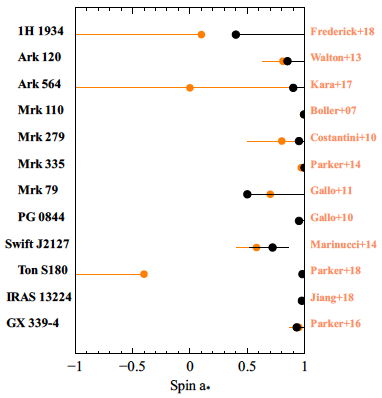 1H 1934 Frederick+18
Ark 120 Walton+13
Ark 564 Kara+17
Mrk 110 Boller+07
Mrk 279 Costantini+10
Mrk 335 Parker+14
Mrk 79 Gallo+11
PG 0844 Gallo+10
Swift J2127 Marinucci+14
Ton S180 Parker+18
IRAS 13224 Jiang+18
GX 339-4 Parker+16
−1 −0.5 0 0.5 1
Spin a*